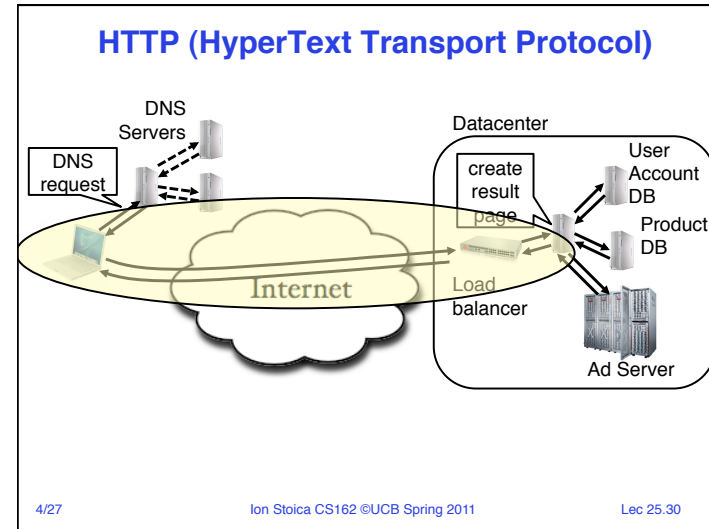 HTTP (HyperText Transport Protocol)
DNS
Servers
DNS
request
Internet
Datacenter
create
result
page
Load
balancer
User
Account
DB
Product
DB
Ad Server
4/27
Ion Stoica CS162 ©UCB Spring 2011
Lec 25.30